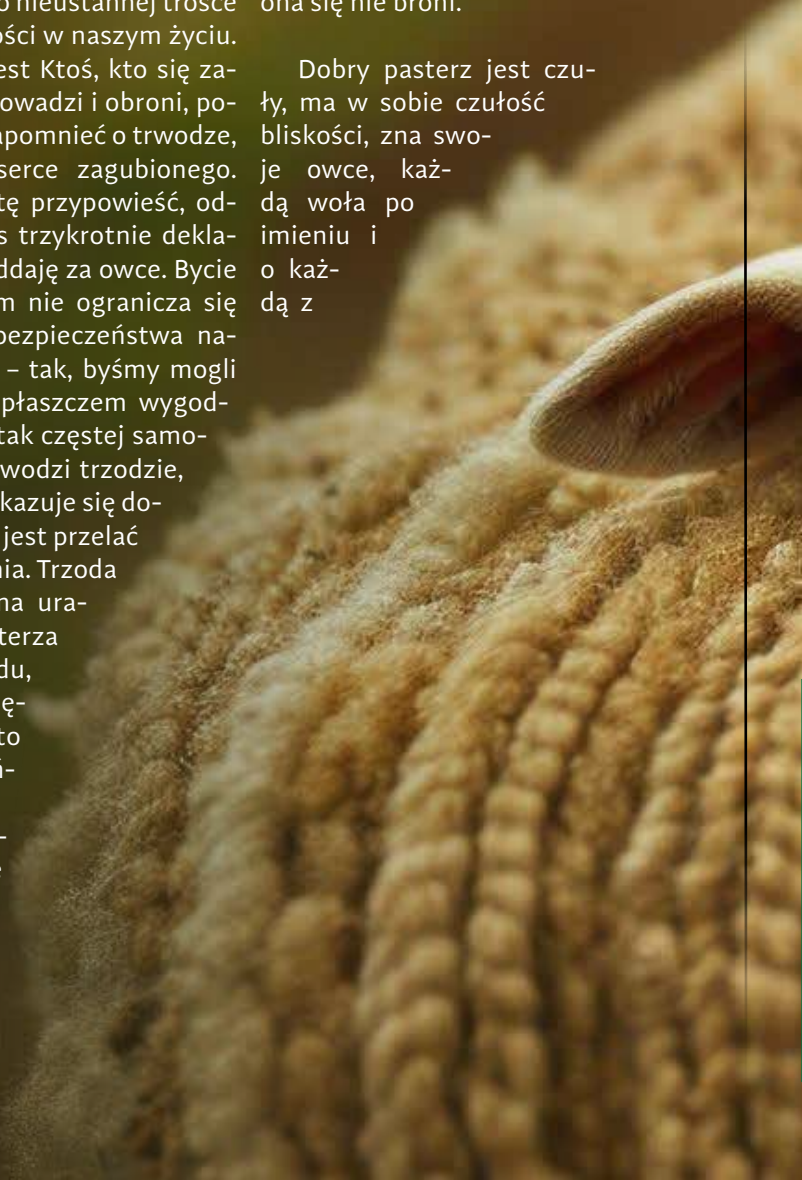 o nieustannej trosce
ości w naszym życiu.
est Ktoś, kto się za-
owadzi i obroni, po-
apomnieć o trwodze,
serce zagubionego.
tę przypowieść, od-
s trzykrotnie dekla-
ddaję za owce. Bycie
m nie ogranicza się
bezpieczeństwa na-
– tak, byśmy mogli
płaszczem wygod-
tak częstej samo-
wodzi trzodzie,
kazuje się do-
jest przelać
nia. Trzoda
na ura-
terza
du,
ę-
to
ń-
-
ona się nie broni.
Dobry pasterz jest czu-
ły, ma w sobie czułość
bliskości, zna swo-
je owce, każ-
dą woła po
imieniu i
o każ-
dą z